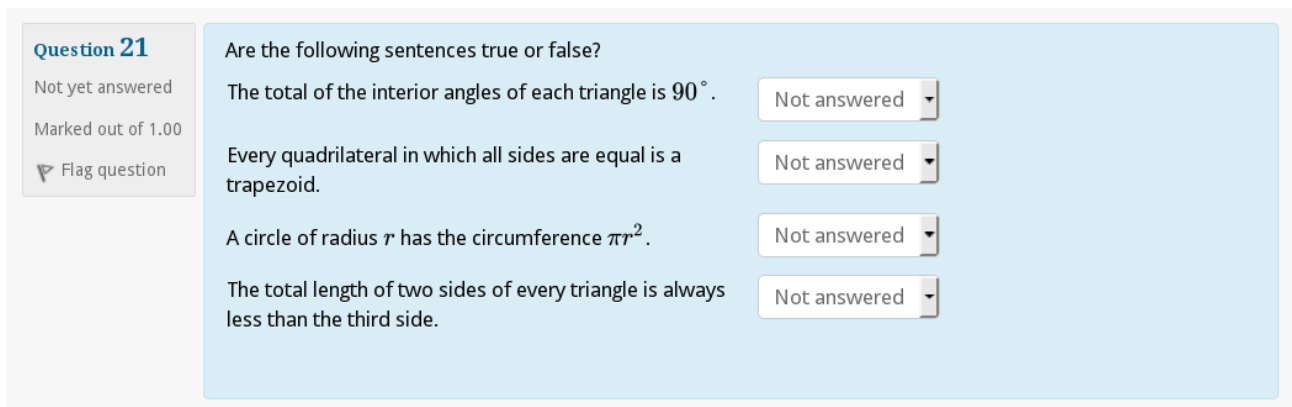 Question 21
Not yet answered
Marked out of 1.00
Flag question
Are the following sentences true or false?
The total of the interior angles of each triangle is 90°.
Not answered
Every quadrilateral in which all sides are equal is a
trapezoid.
Not answered
A circle of radius r has the circumference πr².
Not answered
The total length of two sides of every triangle is always
less than the third side.
Not answered